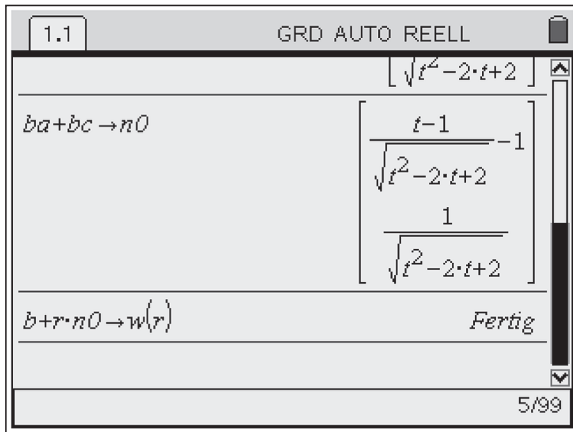 1.1 GRD AUTO REELL
√t²−2·t+2
ba+bc→n0
t−1
√t²−2·t+2 −1
1
√t²−2·t+2
b+r·n0→w(r) Fertig
5/99